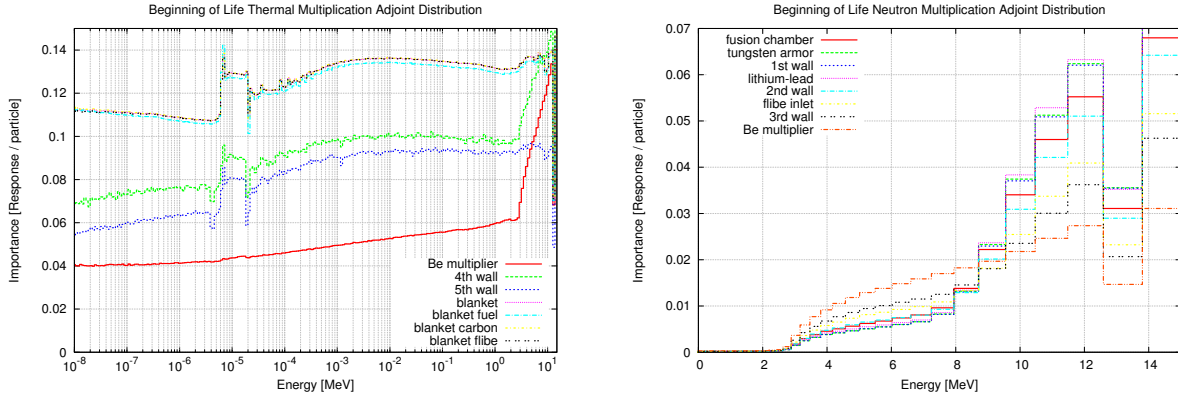 Beginning of Life Thermal Multiplication Adjoint Distribution
Importance [Response / particle]
0.14
0.12
0.1
0.08
0.06
0.04
0.02
0
Be multiplier
4th wall
5th wall
blanket
blanket fuel
blanket carbon
blanket flibe
10⁻⁸ 10⁻⁷ 10⁻⁶ 10⁻⁵ 10⁻⁴ 10⁻³ 10⁻² 10⁻¹ 10⁰ 10¹
Energy [MeV]
Beginning of Life Neutron Multiplication Adjoint Distribution
Importance [Response / particle]
0.07
0.06
0.05
0.04
0.03
0.02
0.01
0
fusion chamber
tungsten armor
1st wall
lithium-lead
2nd wall
flibe inlet
3rd wall
Be multiplier
0 2 4 6 8 10 12 14
Energy [MeV]